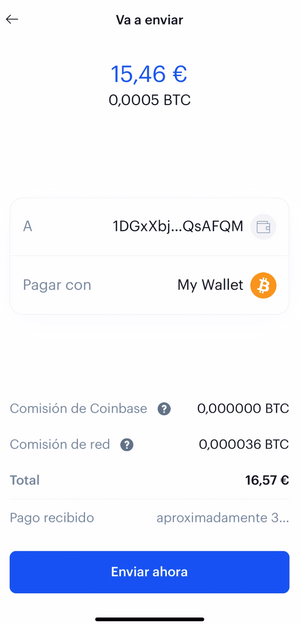 Va a enviar
15,46 €
0,0005 BTC
A 1DGxXbj...QsAFQM
Pagar con My Wallet
Comisión de Coinbase ? 0,000000 BTC
Comisión de red ? 0,000036 BTC
Total 16,57 €
Pago recibido aproximadamente 3...
Enviar ahora